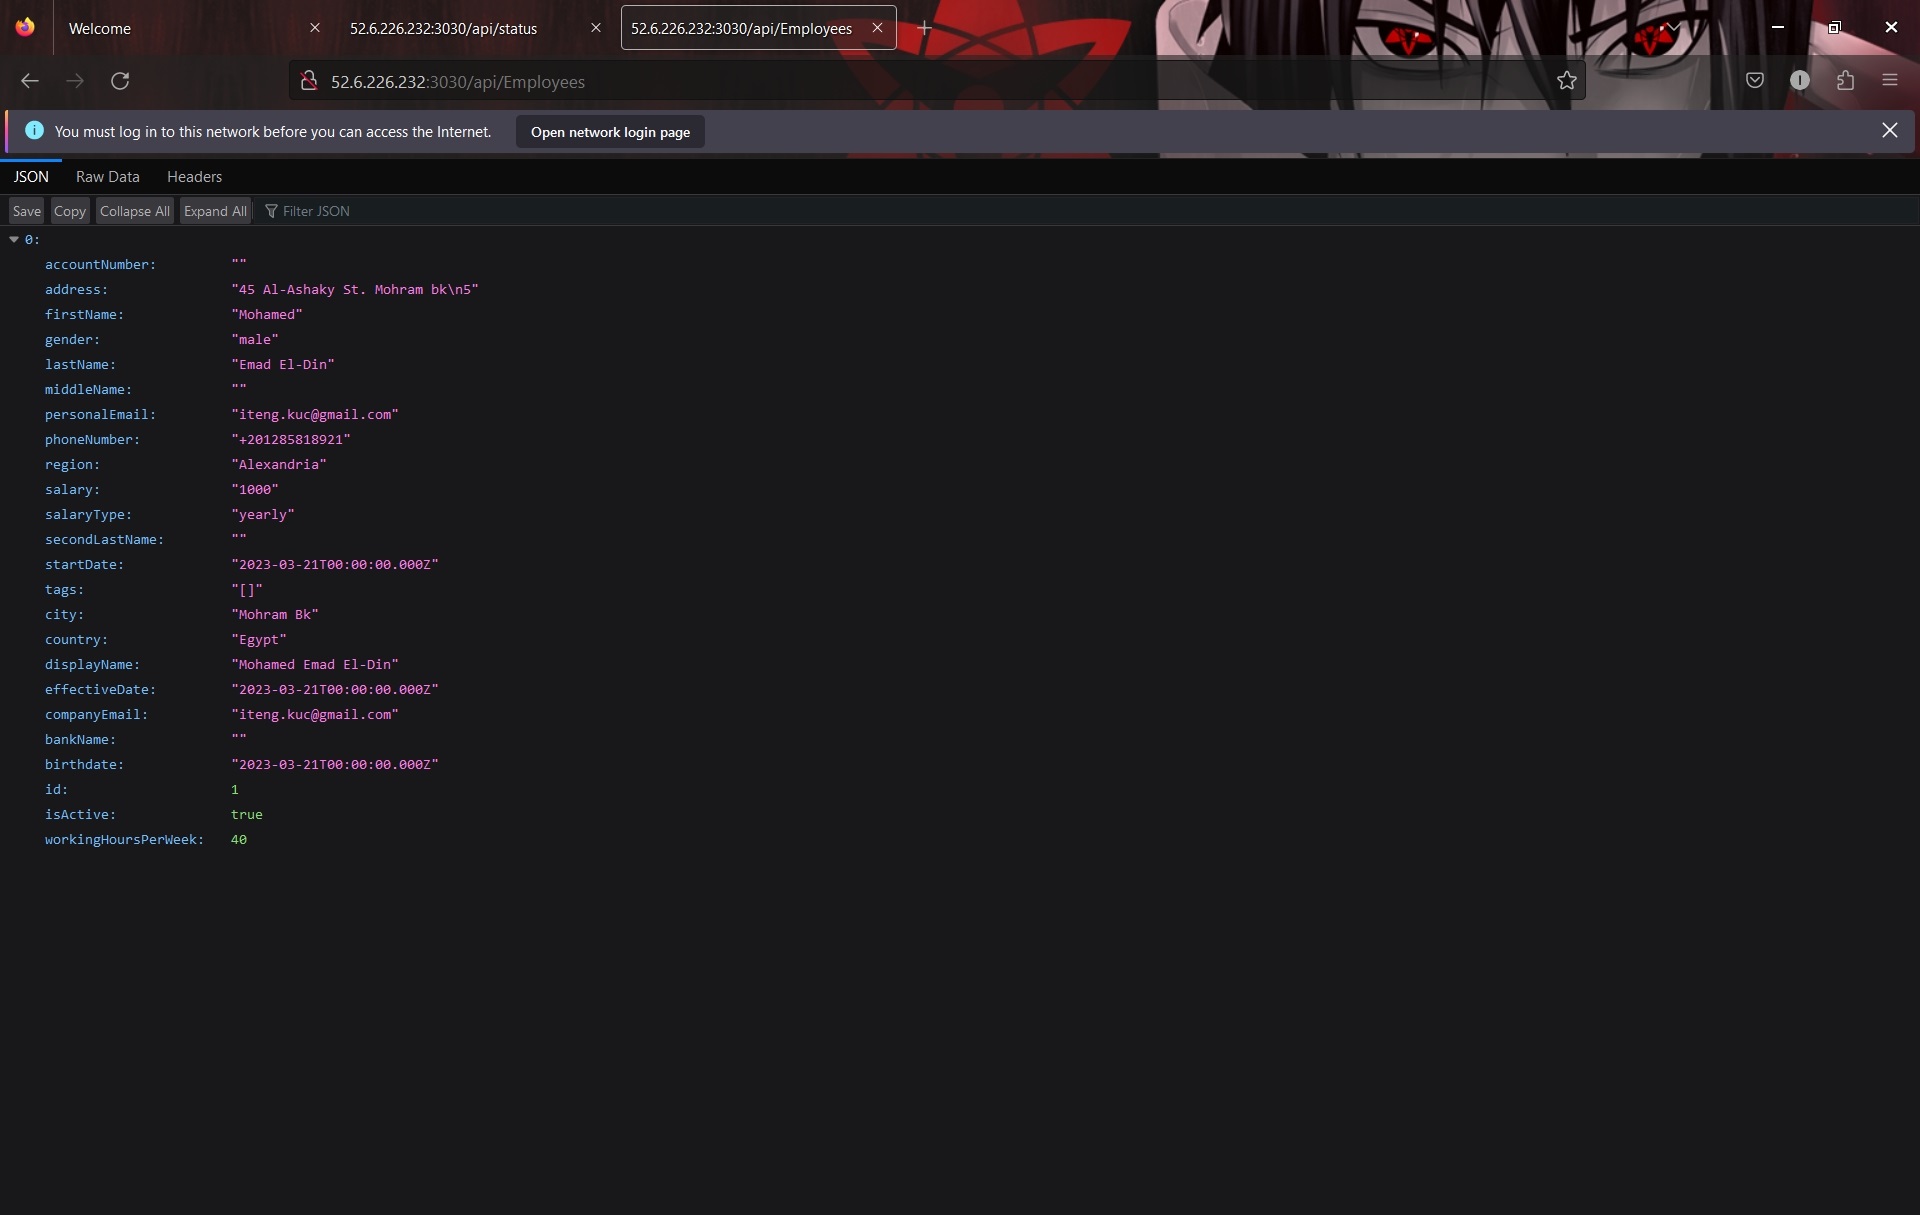 Welcome
52.6.226.232:3030/api/status
52.6.226.232:3030/api/Employees
52.6.226.232:3030/api/Employees
You must log in to this network before you can access the Internet. Open network login page
JSON Raw Data Headers
Save Copy Collapse All Expand All Filter JSON
0:
accountNumber: ""
address: "45 Al-Ashaky St. Mohram bk\n5"
firstName: "Mohamed"
gender: "male"
lastName: "Emad El-Din"
middleName: ""
personalEmail: "iteng.kuc@gmail.com"
phoneNumber: "+201285818921"
region: "Alexandria"
salary: "1000"
salaryType: "yearly"
secondLastName: ""
startDate: "2023-03-21T00:00:00.000Z"
tags: "[]"
city: "Mohram Bk"
country: "Egypt"
displayName: "Mohamed Emad El-Din"
effectiveDate: "2023-03-21T00:00:00.000Z"
companyEmail: "iteng.kuc@gmail.com"
bankName: ""
birthdate: "2023-03-21T00:00:00.000Z"
id: 1
isActive: true
workingHoursPerWeek: 40